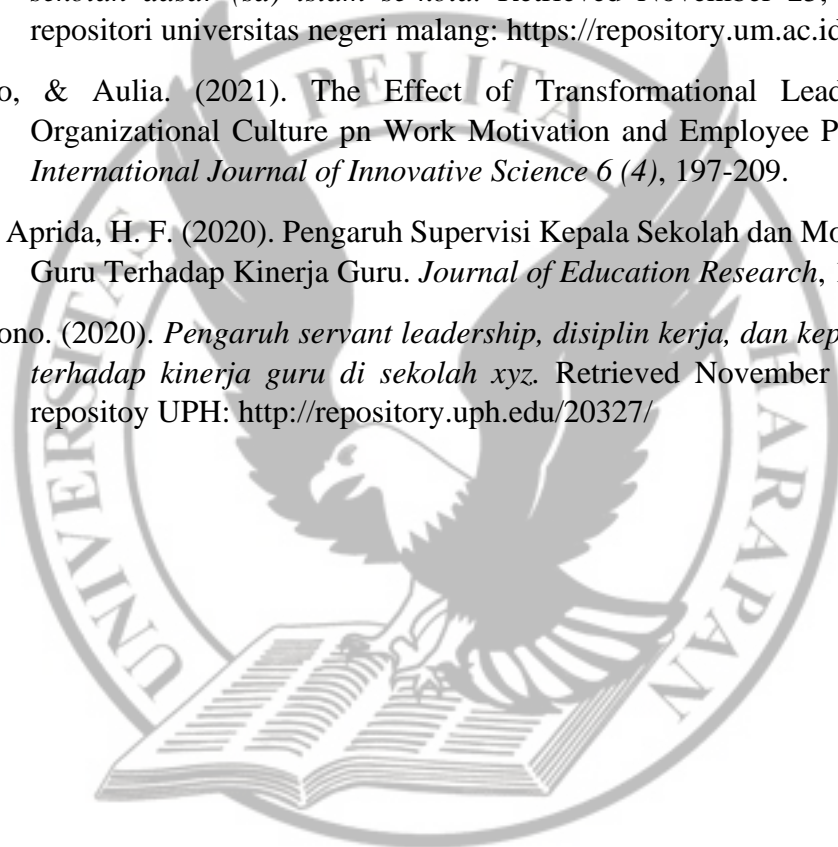 sekolah dasar (sd) islam se-kota. Retrieved November
repositori universitas negeri malang: https://repository.um.ac.id
o, & Aulia. (2021). The Effect of Transformational Lead
Organizational Culture pn Work Motivation and Employee P
International Journal of Innovative Science 6 (4), 197-209.
Aprida, H. F. (2020). Pengaruh Supervisi Kepala Sekolah dan Mo
Guru Terhadap Kinerja Guru. Journal of Education Research,
ono. (2020). Pengaruh servant leadership, disiplin kerja, dan kep
terhadap kinerja guru di sekolah xyz. Retrieved November
repositoy UPH: http://repository.uph.edu/20327/
UNIVERSITAS PELITA HARAPAN